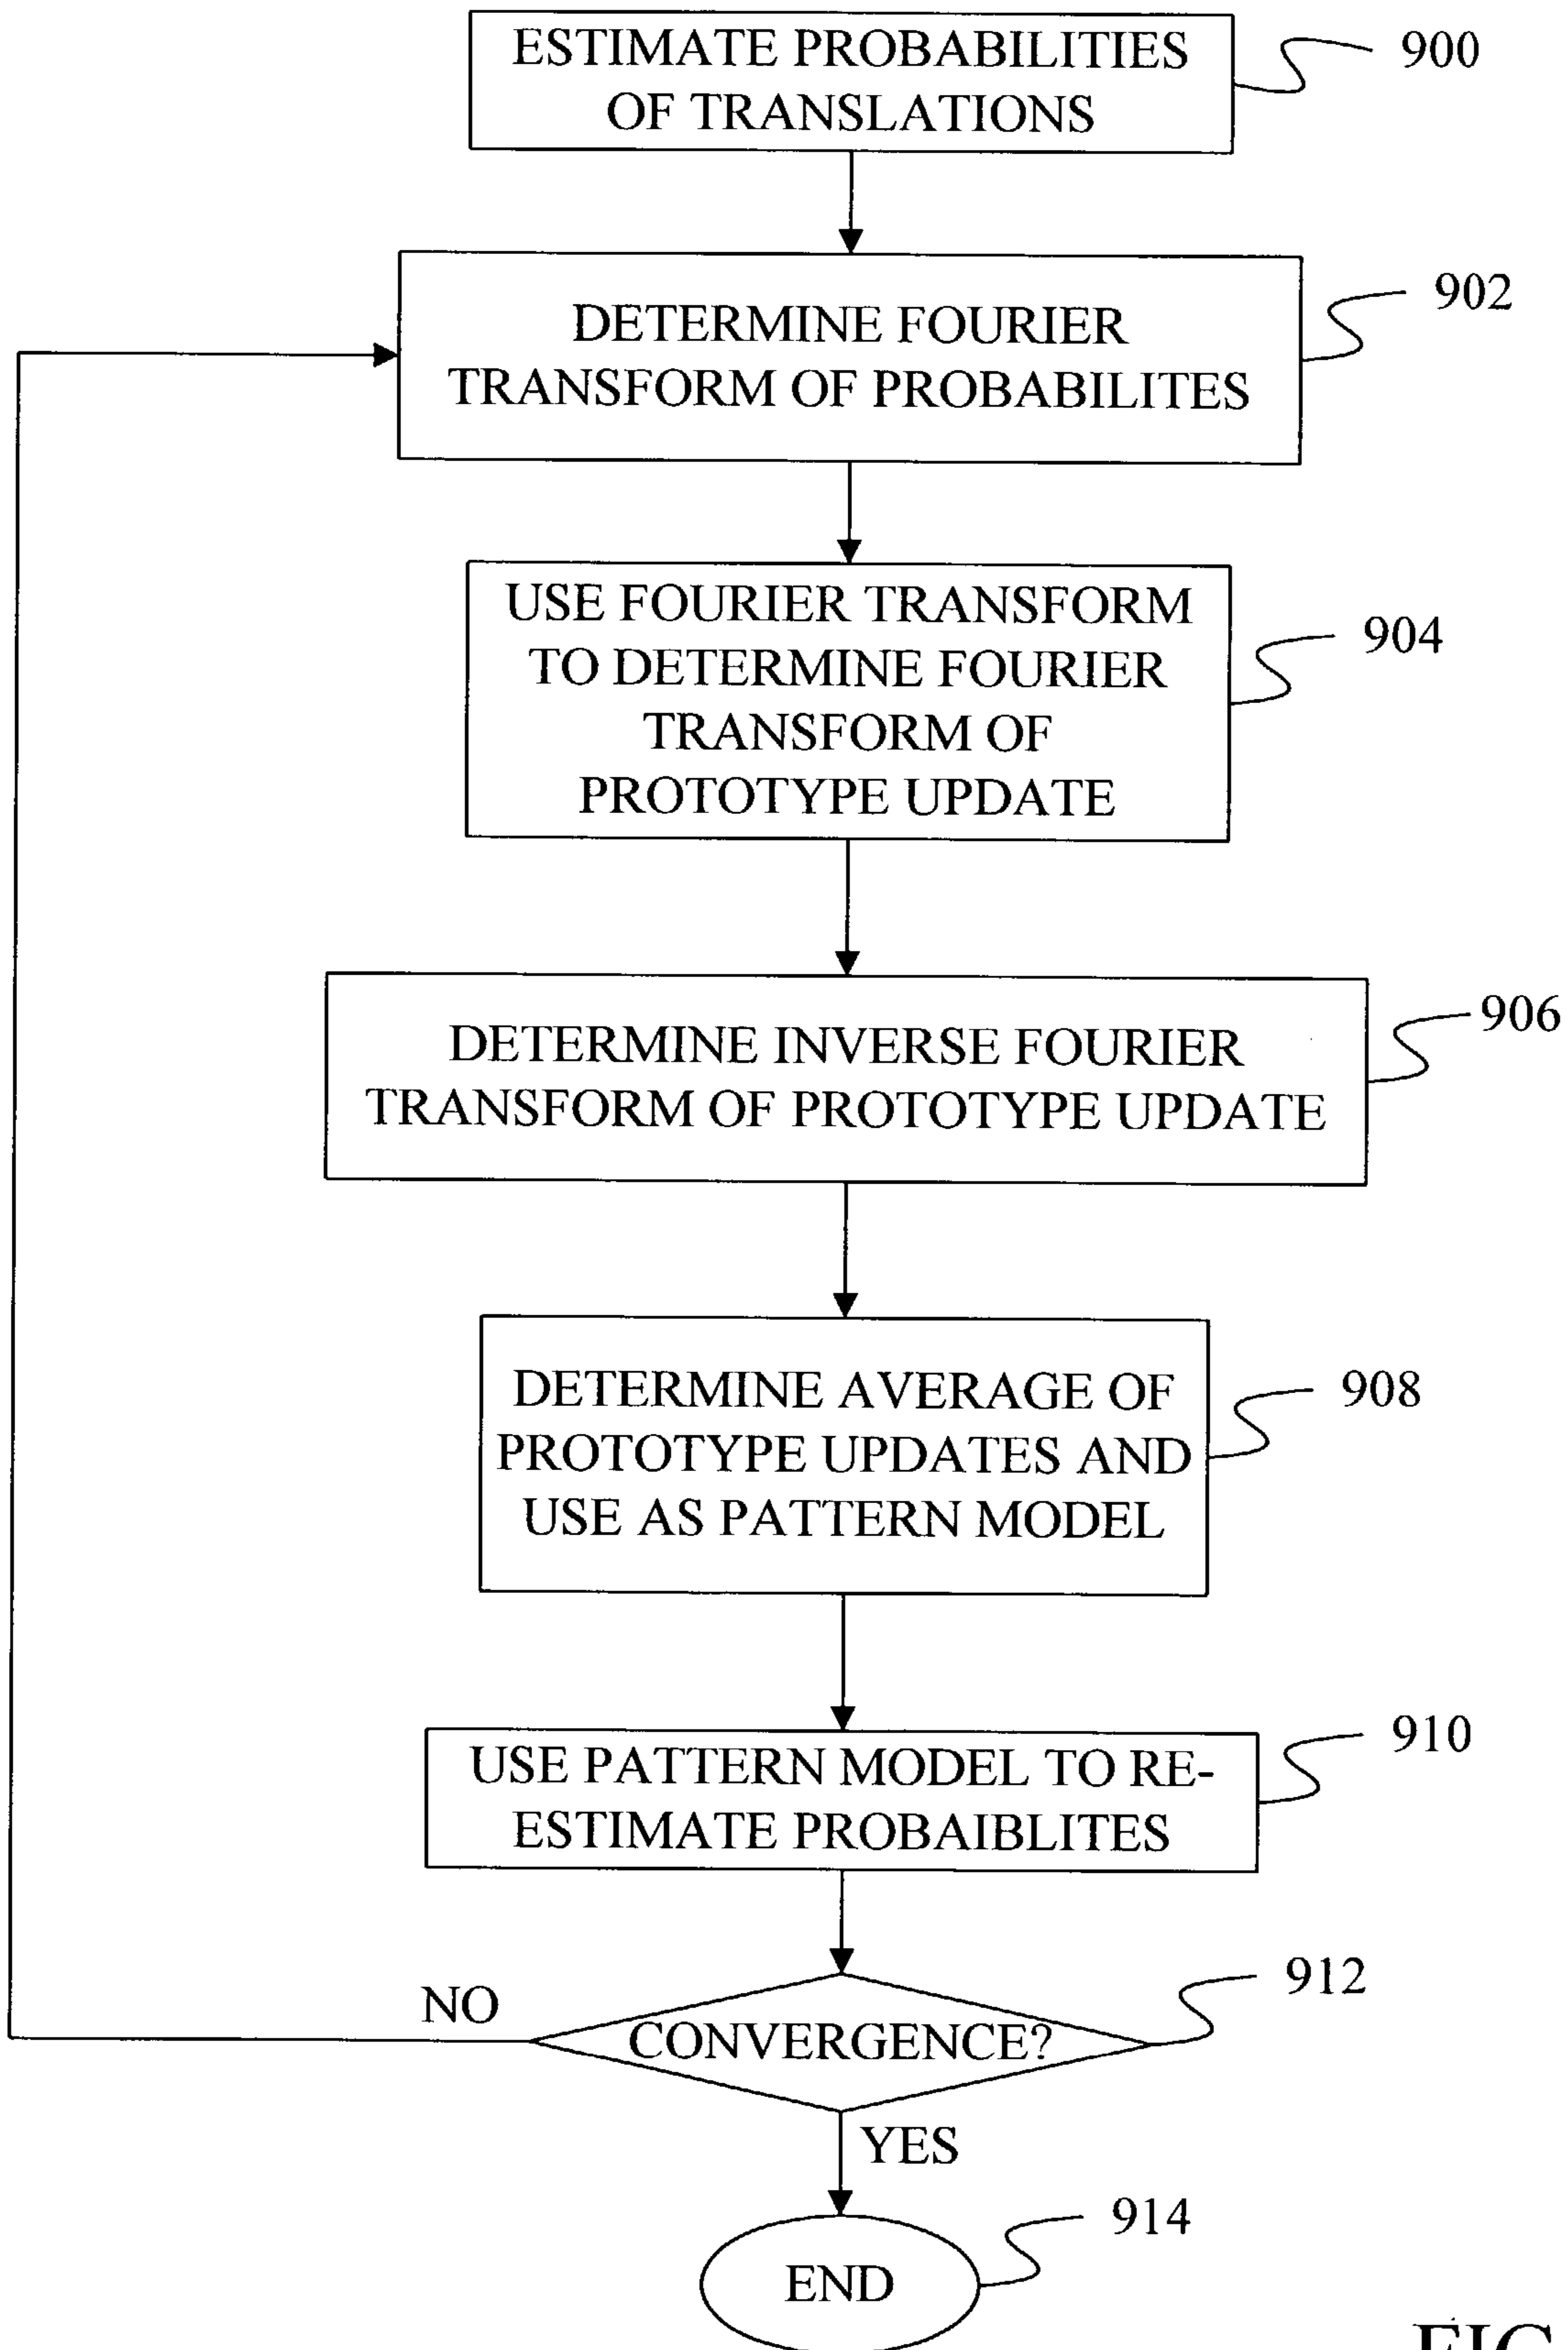 ESTIMATE PROBABILITIES
OF TRANSLATIONS
900
DETERMINE FOURIER
TRANSFORM OF PROBABILITES
902
USE FOURIER TRANSFORM
TO DETERMINE FOURIER
TRANSFORM OF
PROTOTYPE UPDATE
904
DETERMINE INVERSE FOURIER
TRANSFORM OF PROTOTYPE UPDATE
906
DETERMINE AVERAGE OF
PROTOTYPE UPDATES AND
USE AS PATTERN MODEL
908
USE PATTERN MODEL TO RE-
ESTIMATE PROBAIBLITES
910
NO
CONVERGENCE?
912
YES
END
914